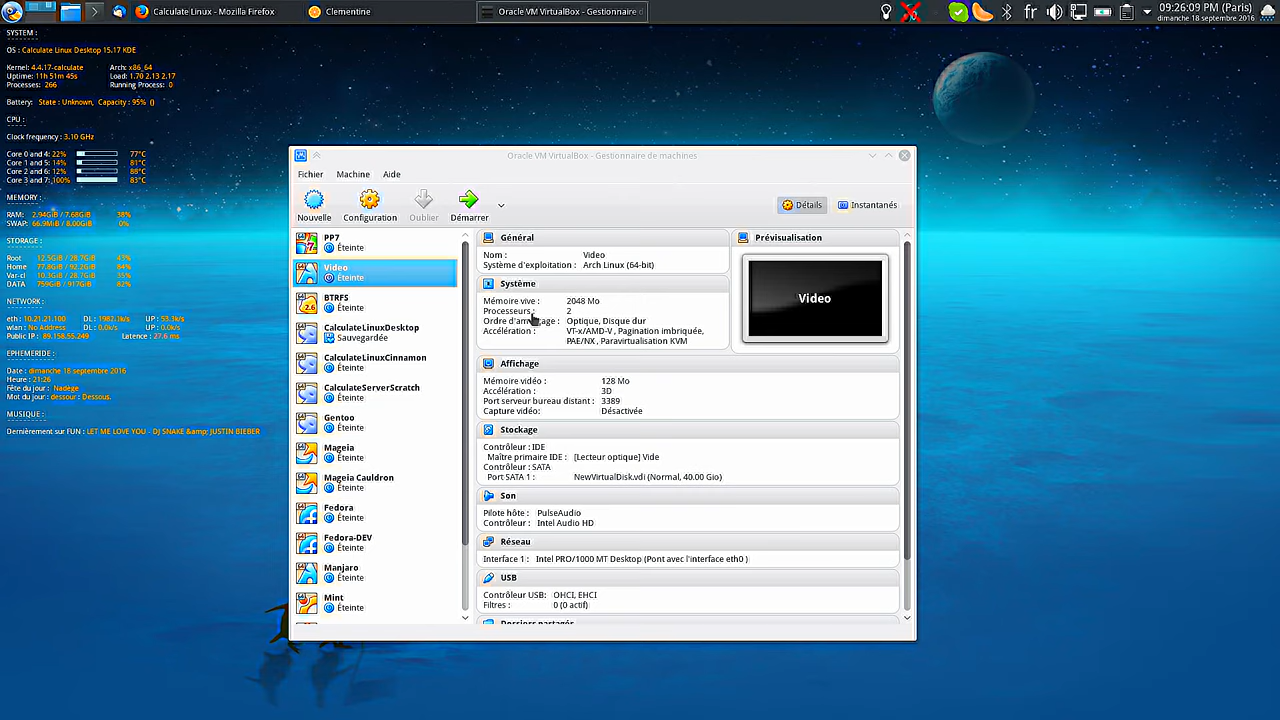 Calculate Linux - Mozilla Firefox
Clementine
Oracle VM VirtualBox - Gestionnaire d
fr
09:26:09 PM (Paris)
dimanche 18 septembre 2016
SYSTEM :
OS : Calculate Linux Desktop 15.17 KDE
Kernel: 4.4.17-calculate Arch: x86_64
Uptime: 11h 51m 45s Load: 1.70 2.13 2.17
Processes: 266 Running Process: 0
Battery: State : Unknown, Capacity : 95% ()
CPU :
Clock frequency : 3.10 GHz
Core 0 and 4: 22% 77°C
Core 1 and 5: 14% 81°C
Core 2 and 6: 12% 88°C
Core 3 and 7: 100% 83°C
MEMORY :
RAM: 2.94GiB / 7.68GiB 38%
SWAP: 66.9MiB / 8.00GiB 0%
STORAGE :
Root 12.5GiB / 28.7GiB 43%
Home 77.8GiB / 92.2GiB 84%
Var-cl 10.3GiB / 28.7GiB 35%
DATA 759GiB / 917GiB 82%
NETWORK :
eth : 10.21.21.100 DL : 1987.1k/s UP : 53.3k/s
wlan : No Address DL : 0.0k/s UP : 0.0k/s
Public IP : 89.158.55.249 Latence : 27.6 ms
EPHEMERIDE :
Date : dimanche 18 septembre 2016
Heure : 21:26
Fête du jour : Nadège
Mot du jour : dessour : Dessous.
MUSIQUE :
Dernièrement sur FUN : LET ME LOVE YOU - DJ SNAKE &amp; JUSTIN BIEBER
Oracle VM VirtualBox - Gestionnaire de machines
Fichier Machine Aide
Nouvelle Configuration Oublier Démarrer
Détails Instantanés
PP7
Éteinte
Video
Éteinte
BTRFS
Éteinte
CalculateLinuxDesktop
Sauvegardée
CalculateLinuxCinnamon
Éteinte
CalculateServerScratch
Éteinte
Gentoo
Éteinte
Mageia
Éteinte
Mageia Cauldron
Éteinte
Fedora
Éteinte
Fedora-DEV
Éteinte
Manjaro
Éteinte
Mint
Éteinte
Général
Nom : Video
Système d'exploitation : Arch Linux (64-bit)
Système
Mémoire vive : 2048 Mo
Processeurs : 2
Optique, Disque dur
Accélération : VT-x/AMD-V , Pagination imbriquée,
PAE/NX , Paravirtualisation KVM
Prévisualisation
Video
Affichage
Mémoire vidéo : 128 Mo
Accélération : 3D
Port serveur bureau distant : 3389
Capture vidéo: Désactivée
Stockage
Contrôleur : IDE
Maître primaire IDE : [Lecteur optique] Vide
Contrôleur : SATA
Port SATA 1 : NewVirtualDisk.vdi (Normal, 40.00 Gio)
Son
Pilote hôte : PulseAudio
Contrôleur : Intel Audio HD
Réseau
Interface 1 : Intel PRO/1000 MT Desktop (Pont avec l'interface eth0 )
USB
Contrôleur USB: OHCI, EHCI
Filtres : 0 (0 actif)
Dossiers partagés